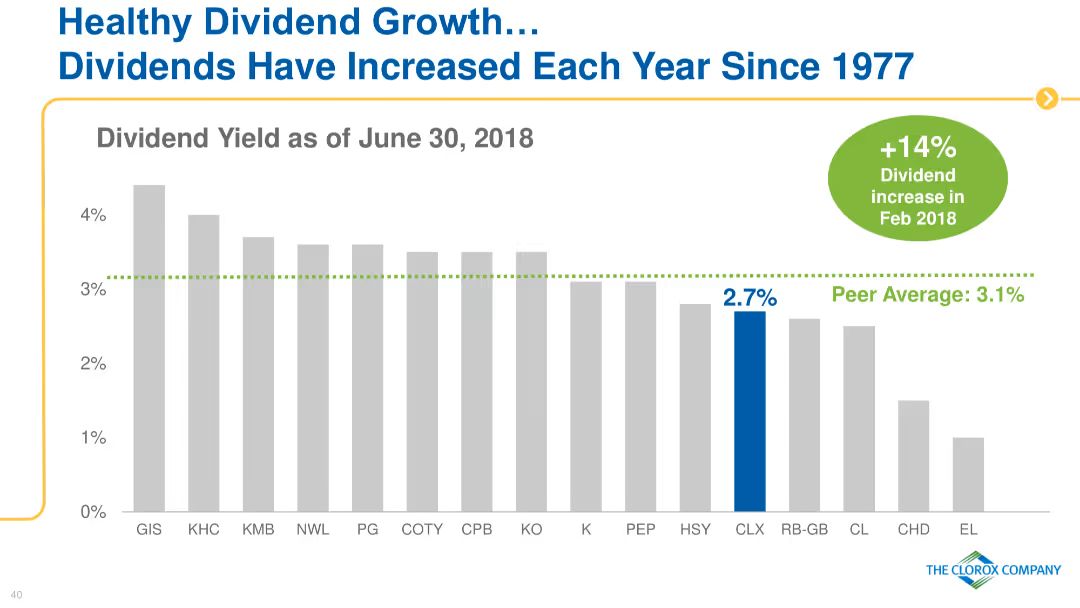 Healthy Dividend Growth…
Dividends Have Increased Each Year Since 1977
Dividend Yield as of June 30, 2018
+14%
Dividend
increase in
Feb 2018
4%
3%
2%
1%
0%
2.7%
Peer Average: 3.1%
GIS KHC KMB NWL PG COTY CPB KO K PEP HSY CLX RB-GB CL CHD EL
THE CLOROX COMPANY
40